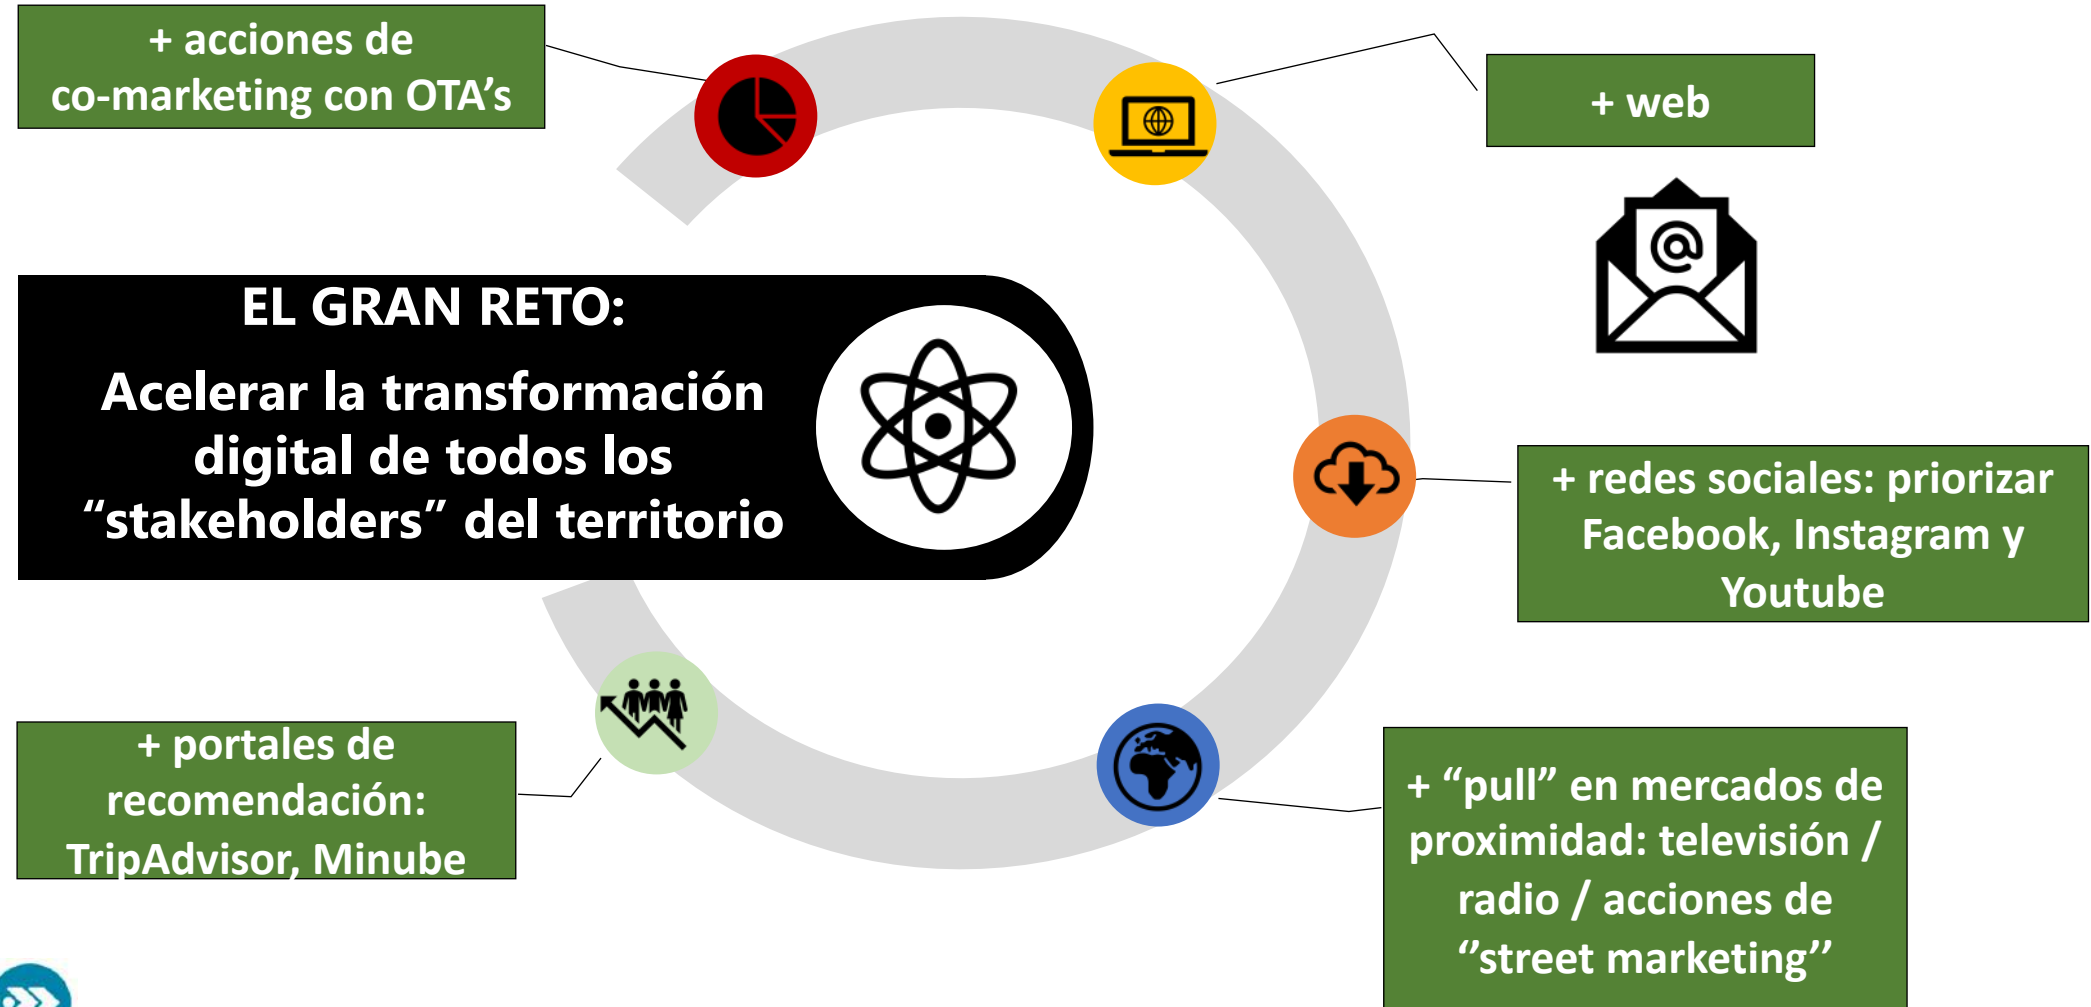 + acciones de
co-marketing con OTA’s
+ web
EL GRAN RETO:
Acelerar la transformación
digital de todos los
“stakeholders” del territorio
@
+ redes sociales: priorizar
Facebook, Instagram y
Youtube
+ portales de
recomendación:
TripAdvisor, Minube
+ “pull” en mercados de
proximidad: televisión /
radio / acciones de
‘’street marketing’’